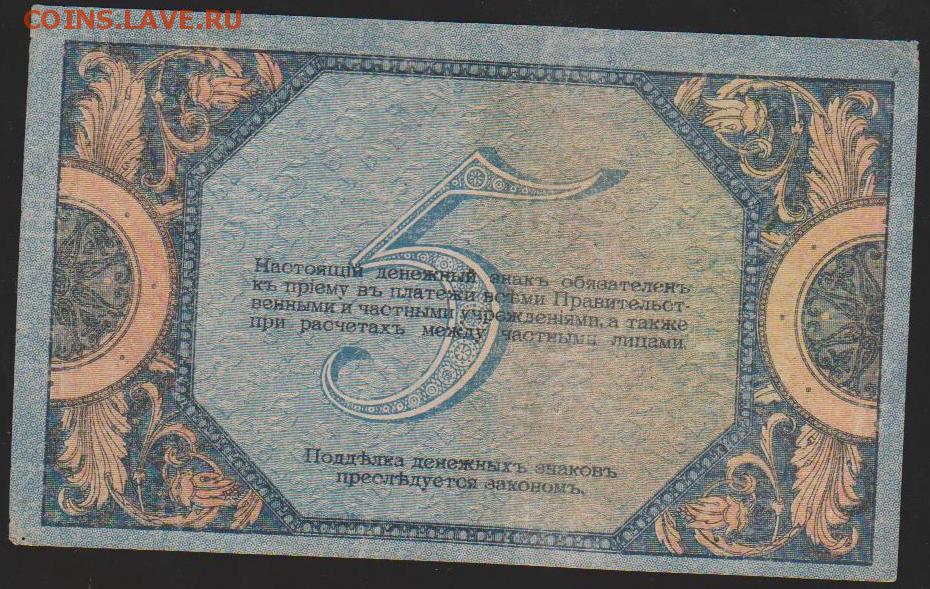 COINS.LAVE.RU
5
Настоящій денежный знакъ обязателенъ
къ пріему въ платежи всѣми Правительст-
венными и частными учрежденіями, а также
при расчетахъ между частными лицами.
Поддѣлка денежныхъ знаковъ
преслѣдуется закономъ.